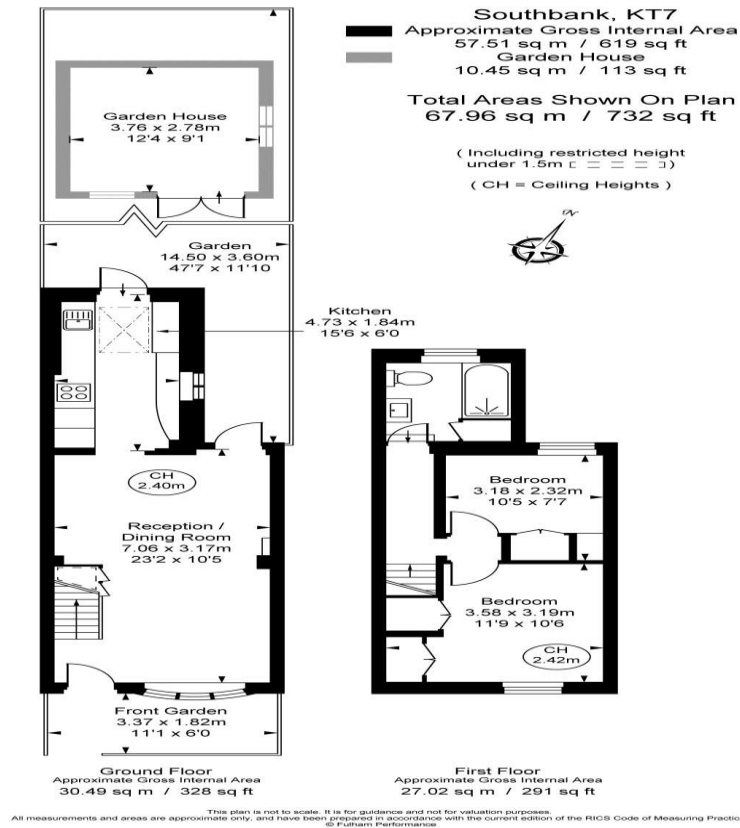 Southbank, KT7
Approximate Gross Internal Area
57.51 sq m / 619 sq ft
Garden House
10.45 sq m / 113 sq ft
Total Areas Shown On Plan
67.96 sq m / 732 sq ft
( Including restricted height
under 1.5m )
( CH = Ceiling Heights )
N
Garden House
3.76 x 2.78m
12'4 x 9'1
Garden
14.50 x 3.60m
47'7 x 11'10
Kitchen
4.73 x 1.84m
15'6 x 6'0
CH
2.40m
Reception /
Dining Room
7.06 x 3.17m
23'2 x 10'5
Front Garden
3.37 x 1.82m
11'1 x 6'0
Ground Floor
Approximate Gross Internal Area
30.49 sq m / 328 sq ft
Bedroom
3.18 x 2.32m
10'5 x 7'7
Bedroom
3.58 x 3.19m
11'9 x 10'6
CH
2.42m
First Floor
Approximate Gross Internal Area
27.02 sq m / 291 sq ft
This plan is not to scale. It is for guidance and not for valuation purposes.
All measurements and areas are approximate only, and have been prepared in accordance with the current edition of the RICS Code of Measuring Practic
© Fulham Performance